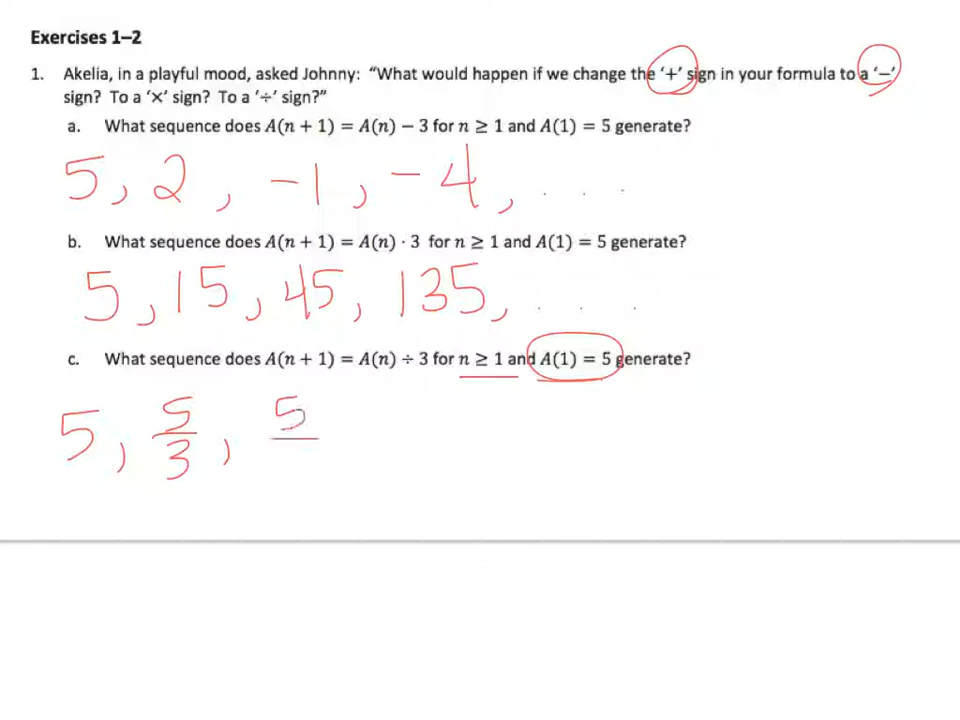 Exercises 1–2
1. Akelia, in a playful mood, asked Johnny: “What would happen if we change the ‘+’ sign in your formula to a ‘−’
sign? To a ‘×’ sign? To a ‘÷’ sign?”
a. What sequence does A(n + 1) = A(n) − 3 for n ≥ 1 and A(1) = 5 generate?
5, 2, -1, -4, . . .
b. What sequence does A(n + 1) = A(n) · 3 for n ≥ 1 and A(1) = 5 generate?
5, 15, 45, 135, . . .
c. What sequence does A(n + 1) = A(n) ÷ 3 for n ≥ 1 and A(1) = 5 generate?
5, 5/3, 5/